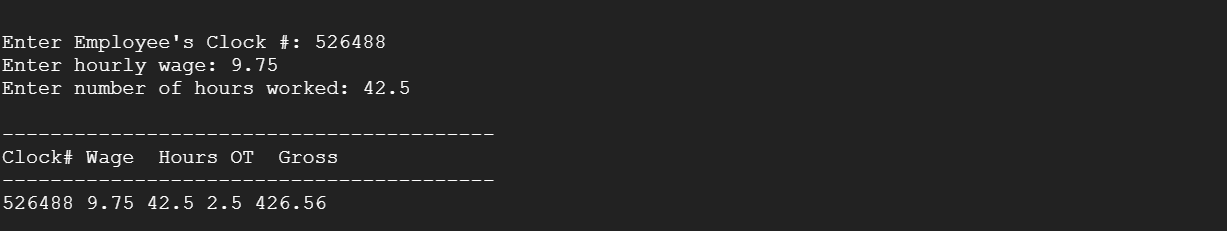 Enter Employee's Clock #: 526488
Enter hourly wage: 9.75
Enter number of hours worked: 42.5
-----------------------------------------
Clock# Wage  Hours OT  Gross
-----------------------------------------
526488 9.75 42.5 2.5 426.56